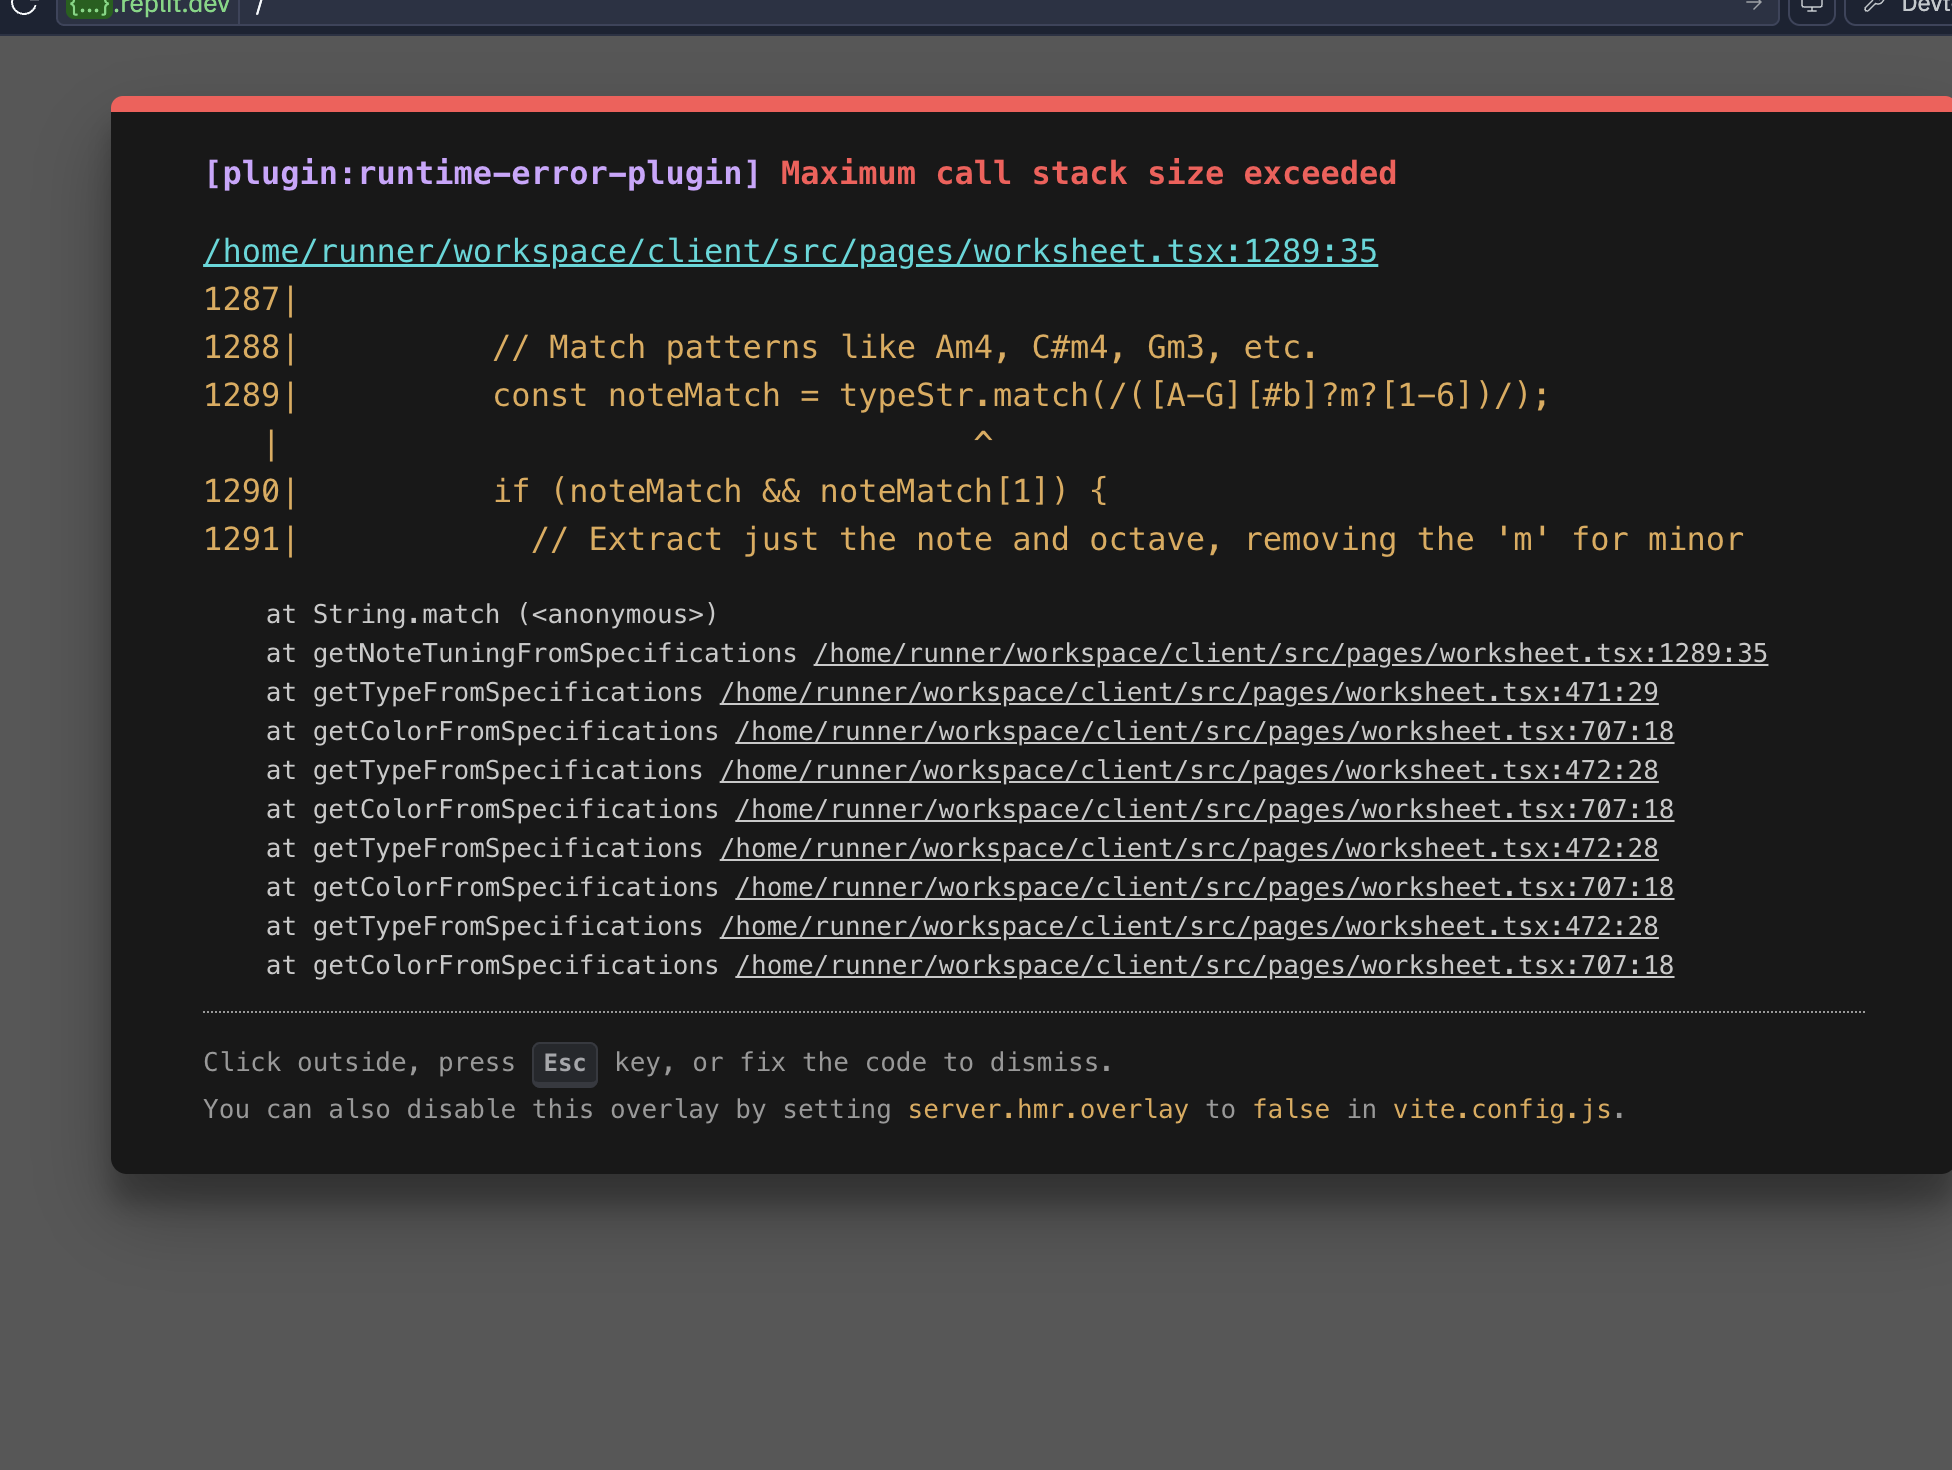 {...}.replit.dev /
[plugin:runtime-error-plugin] Maximum call stack size exceeded
/home/runner/workspace/client/src/pages/worksheet.tsx:1289:35
1287|
1288|          // Match patterns like Am4, C#m4, Gm3, etc.
1289|          const noteMatch = typeStr.match(/([A-G][#b]?m?[1-6])/);
   |                                    ^
1290|          if (noteMatch && noteMatch[1]) {
1291|            // Extract just the note and octave, removing the 'm' for minor
at String.match (<anonymous>)
at getNoteTuningFromSpecifications /home/runner/workspace/client/src/pages/worksheet.tsx:1289:35
at getTypeFromSpecifications /home/runner/workspace/client/src/pages/worksheet.tsx:471:29
at getColorFromSpecifications /home/runner/workspace/client/src/pages/worksheet.tsx:707:18
at getTypeFromSpecifications /home/runner/workspace/client/src/pages/worksheet.tsx:472:28
at getColorFromSpecifications /home/runner/workspace/client/src/pages/worksheet.tsx:707:18
at getTypeFromSpecifications /home/runner/workspace/client/src/pages/worksheet.tsx:472:28
at getColorFromSpecifications /home/runner/workspace/client/src/pages/worksheet.tsx:707:18
at getTypeFromSpecifications /home/runner/workspace/client/src/pages/worksheet.tsx:472:28
at getColorFromSpecifications /home/runner/workspace/client/src/pages/worksheet.tsx:707:18
Click outside, press Esc key, or fix the code to dismiss.
You can also disable this overlay by setting server.hmr.overlay to false in vite.config.js.